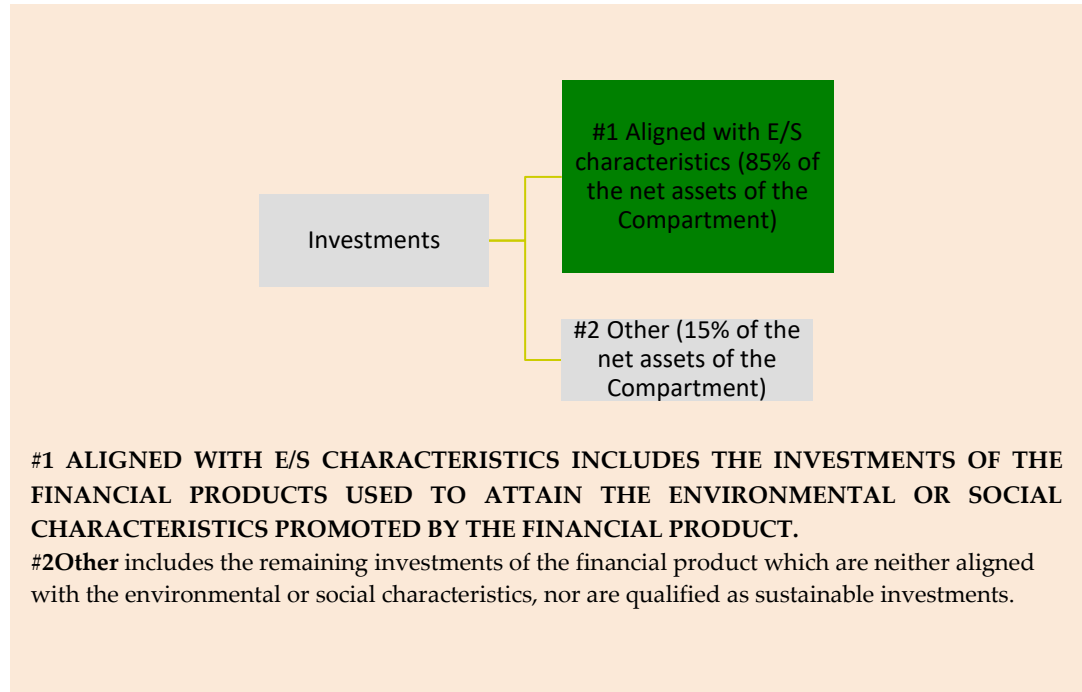 #1 Aligned with E/S
characteristics (85% of
the net assets of the
Compartment)
Investments
#2 Other (15% of the
net assets of the
Compartment)
#1 ALIGNED WITH E/S CHARACTERISTICS INCLUDES THE INVESTMENTS OF THE
FINANCIAL PRODUCTS USED TO ATTAIN THE ENVIRONMENTAL OR SOCIAL
CHARACTERISTICS PROMOTED BY THE FINANCIAL PRODUCT.
#2Other includes the remaining investments of the financial product which are neither aligned
with the environmental or social characteristics, nor are qualified as sustainable investments.